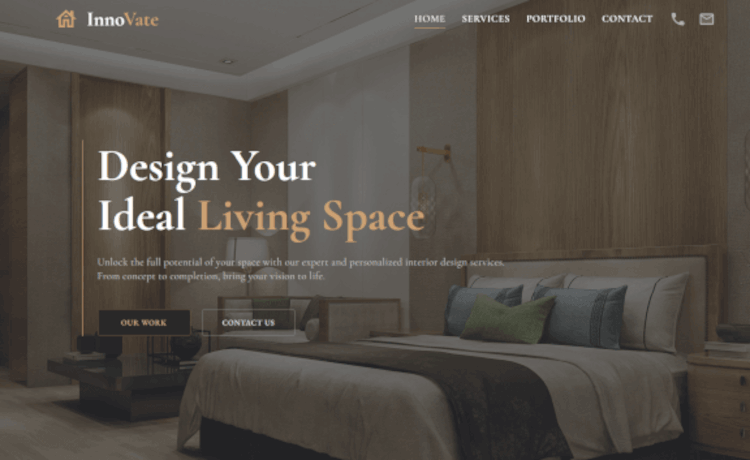 InnoVate
HOME SERVICES PORTFOLIO CONTACT
Design Your
Ideal Living Space
Unlock the full potential of your space with our expert and personalized interior design services.
From concept to completion, bring your vision to life.
OUR WORK CONTACT US